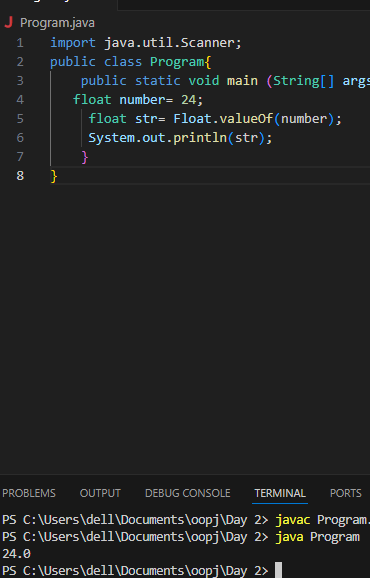 J Program.java
1 import java.util.Scanner;
2 public class Program{
3 public static void main (String[] args
4 float number= 24;
5 float str= Float.valueOf(number);
6 System.out.println(str);
7 }
8 }
PROBLEMS OUTPUT DEBUG CONSOLE TERMINAL PORTS
PS C:\Users\dell\Documents\oopj\Day 2> javac Program.
PS C:\Users\dell\Documents\oopj\Day 2> java Program
24.0
PS C:\Users\dell\Documents\oopj\Day 2>